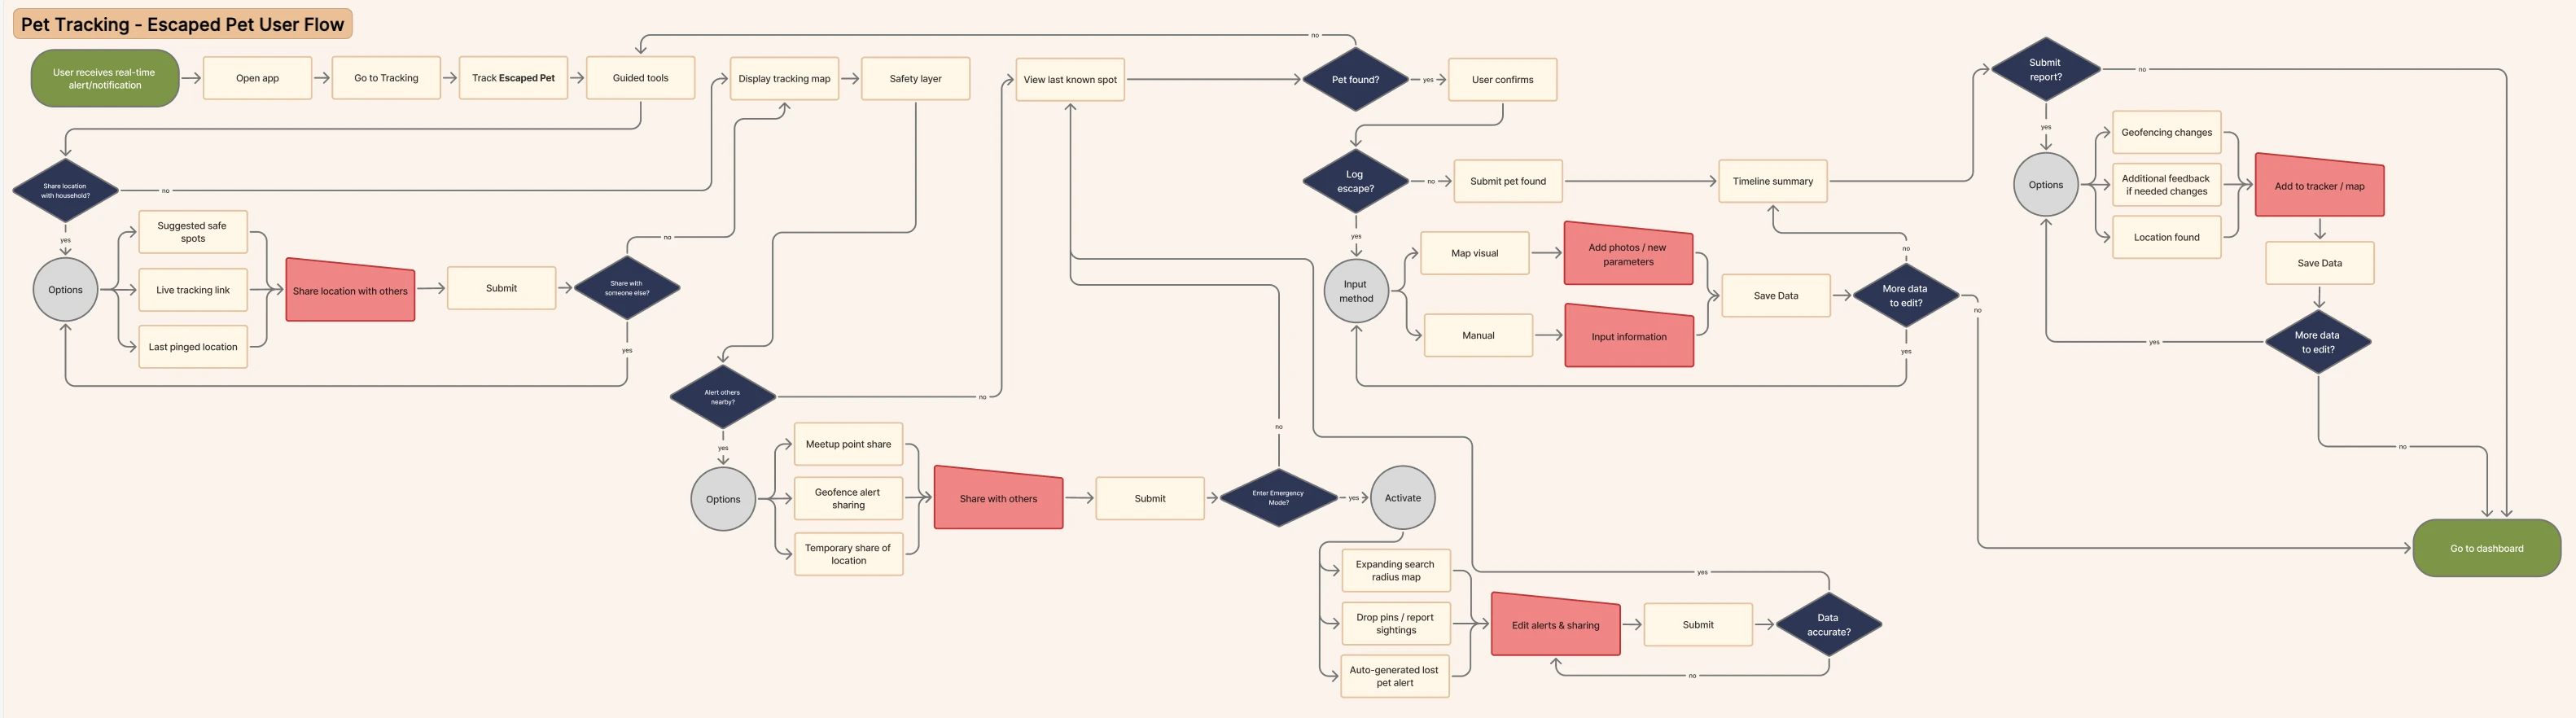 Pet Tracking - Escaped Pet User Flow
User receives real-time
alert/notification
Open app
Go to Tracking
Track Escaped Pet
Guided tools
Share location
with household?
no
yes
Options
Suggested safe
spots
Live tracking link
Last pinged location
Share location with others
Submit
Share with
someone else?
no
yes
Display tracking map
Safety layer
Alert others
nearby?
no
yes
Options
Meetup point share
Geofence alert
sharing
Temporary share of
location
Share with others
Submit
Enter Emergency
Mode?
no
yes
Activate
Expanding search
radius map
Drop pins / report
sightings
Auto-generated lost
pet alert
Edit alerts & sharing
Submit
Data
accurate?
yes
no
View last known spot
Pet found?
no
yes
User confirms
Log
escape?
no
yes
Submit pet found
Timeline summary
Input
method
Map visual
Manual
Add photos / new
parameters
Input information
Save Data
More data
to edit?
no
no
yes
Submit
report?
no
yes
Options
Geofencing changes
Additional feedback
if needed changes
Location found
Add to tracker / map
Save Data
More data
to edit?
yes
no
Go to dashboard